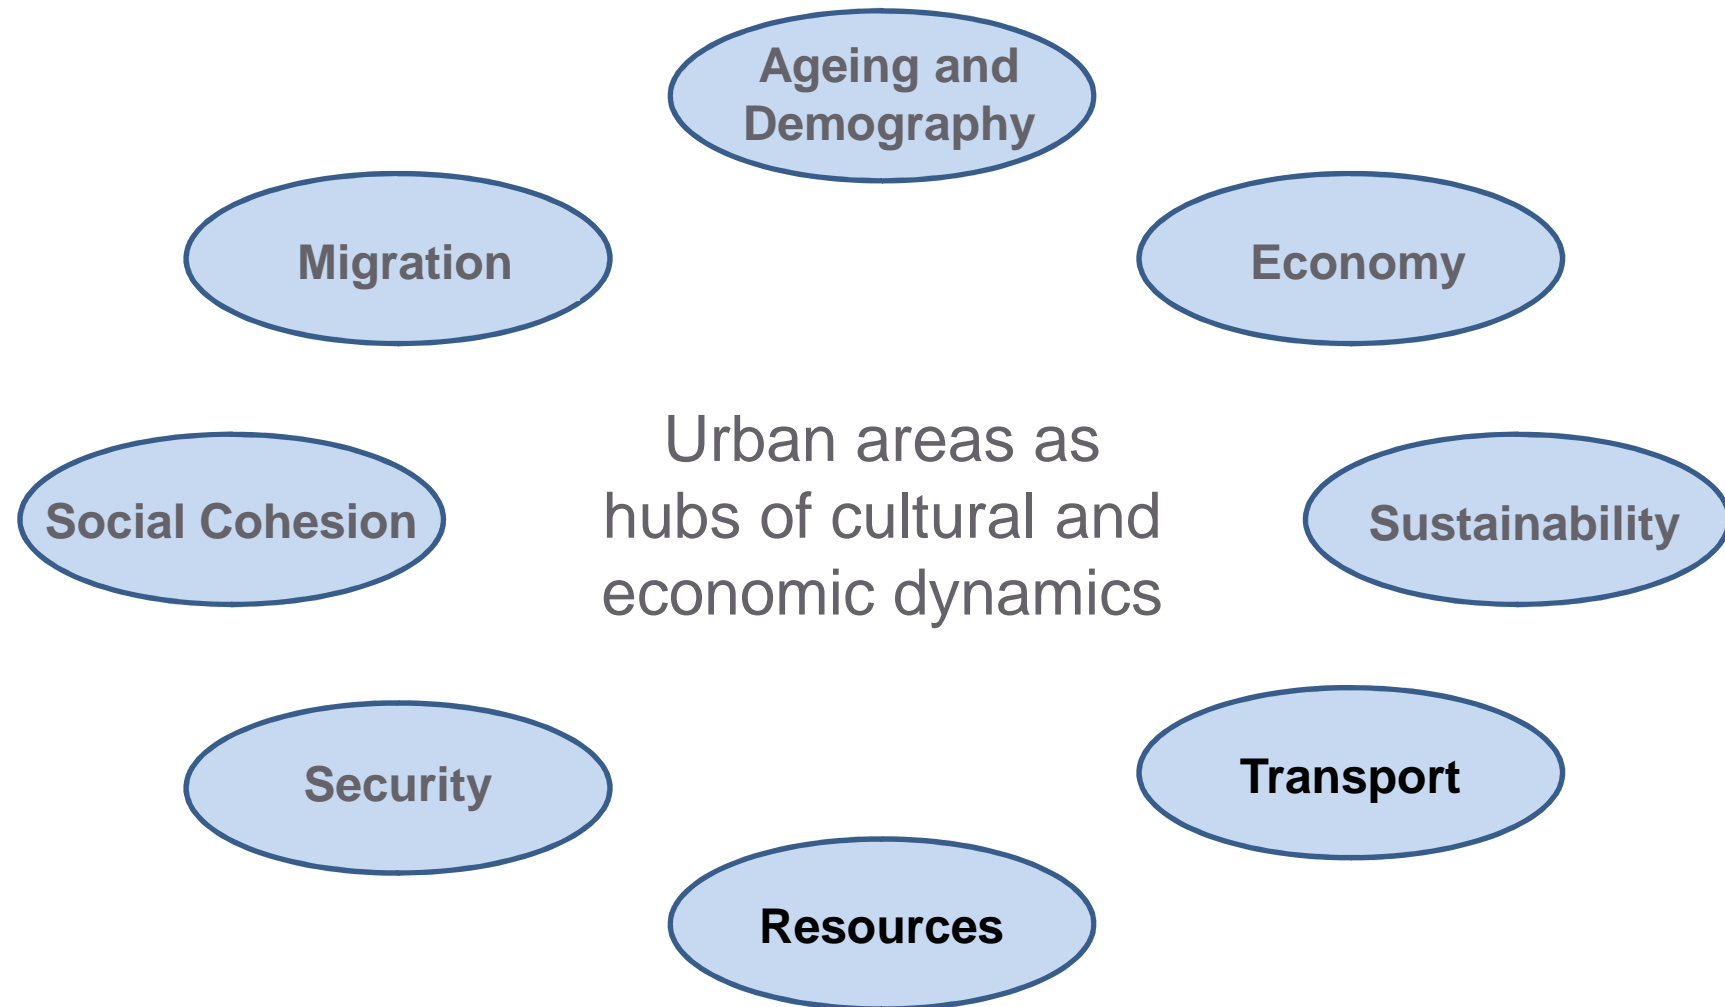 Ageing and
Demography
Migration
Economy
Urban areas as
hubs of cultural and
economic dynamics
Social Cohesion
Sustainability
Security
Transport
Resources